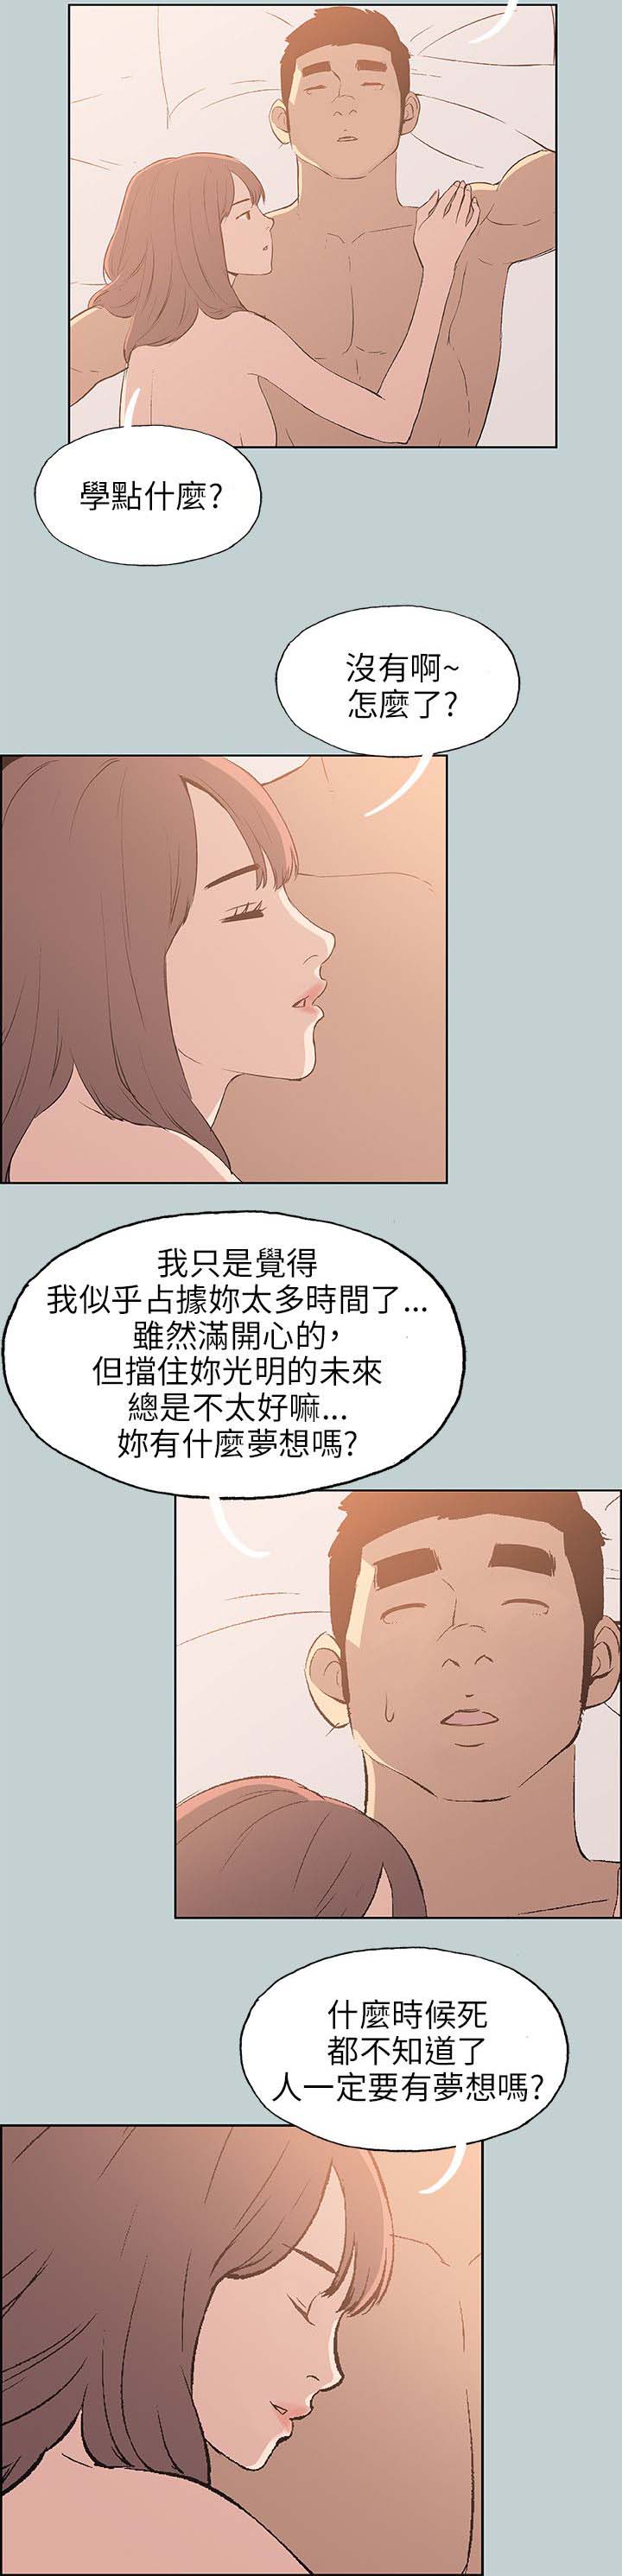 學點什麼?
沒有啊~
怎麼了?
我只是覺得
我似乎占據妳太多時間了...
雖然滿開心的,
但擋住妳光明的未來
總是不太好嘛...
妳有什麼夢想嗎?
什麼時候死
都不知道了
人一定要有夢想嗎?